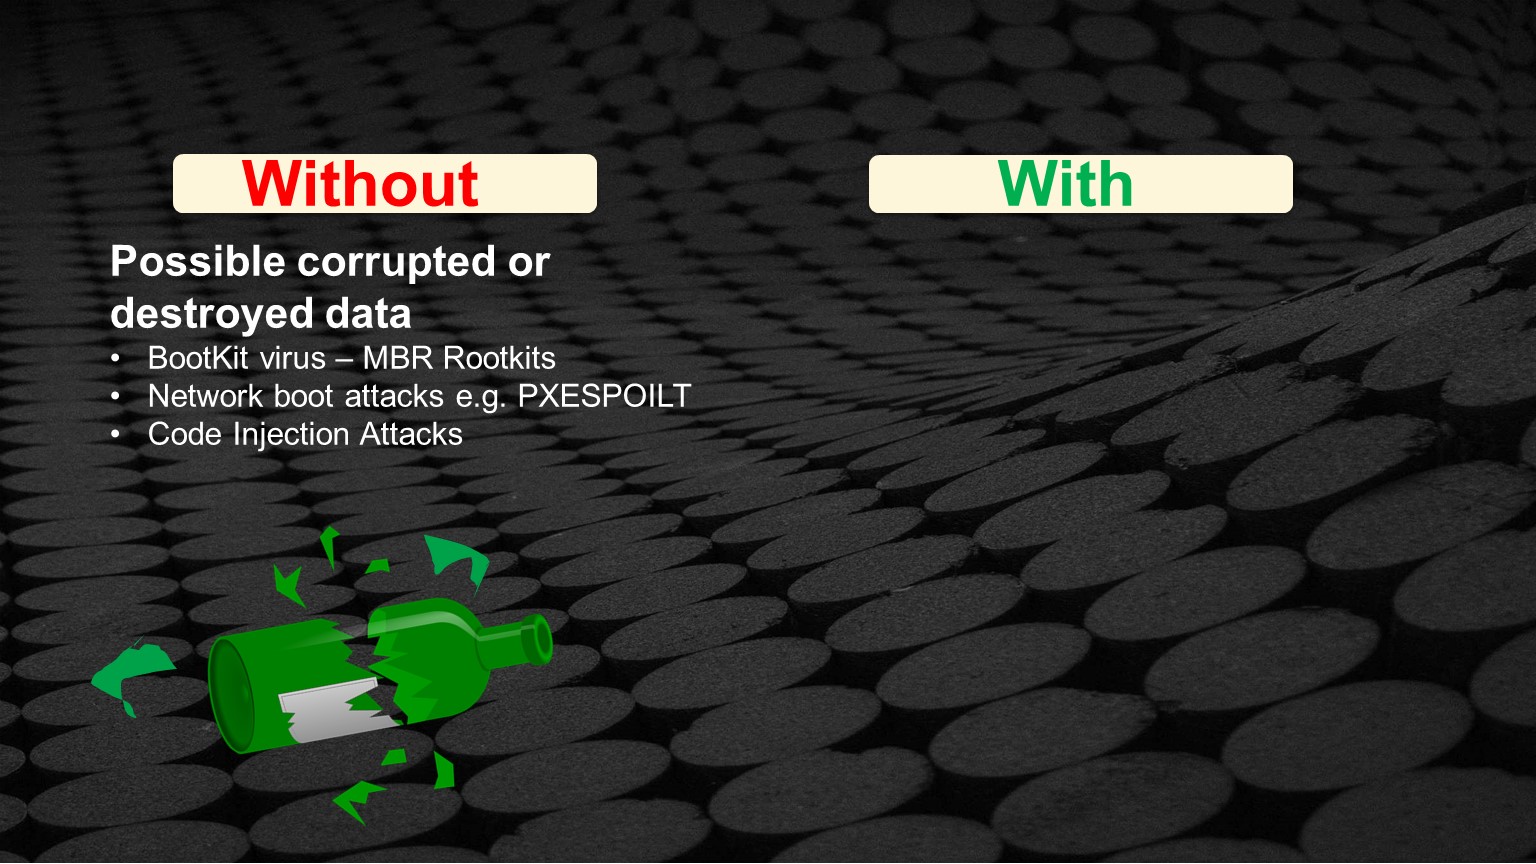 Without
With
Possible corrupted or
destroyed data
• BootKit virus – MBR Rootkits
• Network boot attacks e.g. PXESPOILT
• Code Injection Attacks